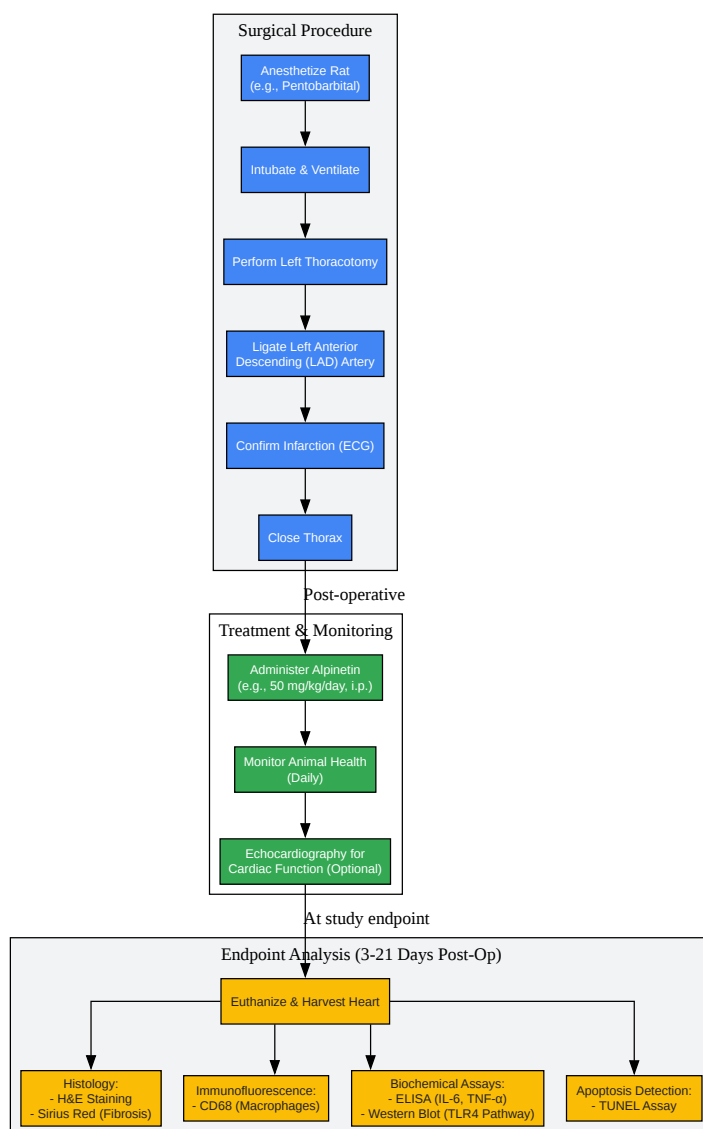 Surgical Procedure
Anesthetize Rat
(e.g., Pentobarbital)
Intubate & Ventilate
Perform Left Thoracotomy
Ligate Left Anterior
Descending (LAD) Artery
Confirm Infarction (ECG)
Close Thorax
Post-operative
Treatment & Monitoring
Administer Alpinetin
(e.g., 50 mg/kg/day, i.p.)
Monitor Animal Health
(Daily)
Echocardiography for
Cardiac Function (Optional)
At study endpoint
Endpoint Analysis (3-21 Days Post-Op)
Euthanize & Harvest Heart
Histology:
- H&E Staining
- Sirius Red (Fibrosis)
Immunofluorescence:
- CD68 (Macrophages)
Biochemical Assays:
- ELISA (IL-6, TNF-α)
- Western Blot (TLR4 Pathway)
Apoptosis Detection:
- TUNEL Assay